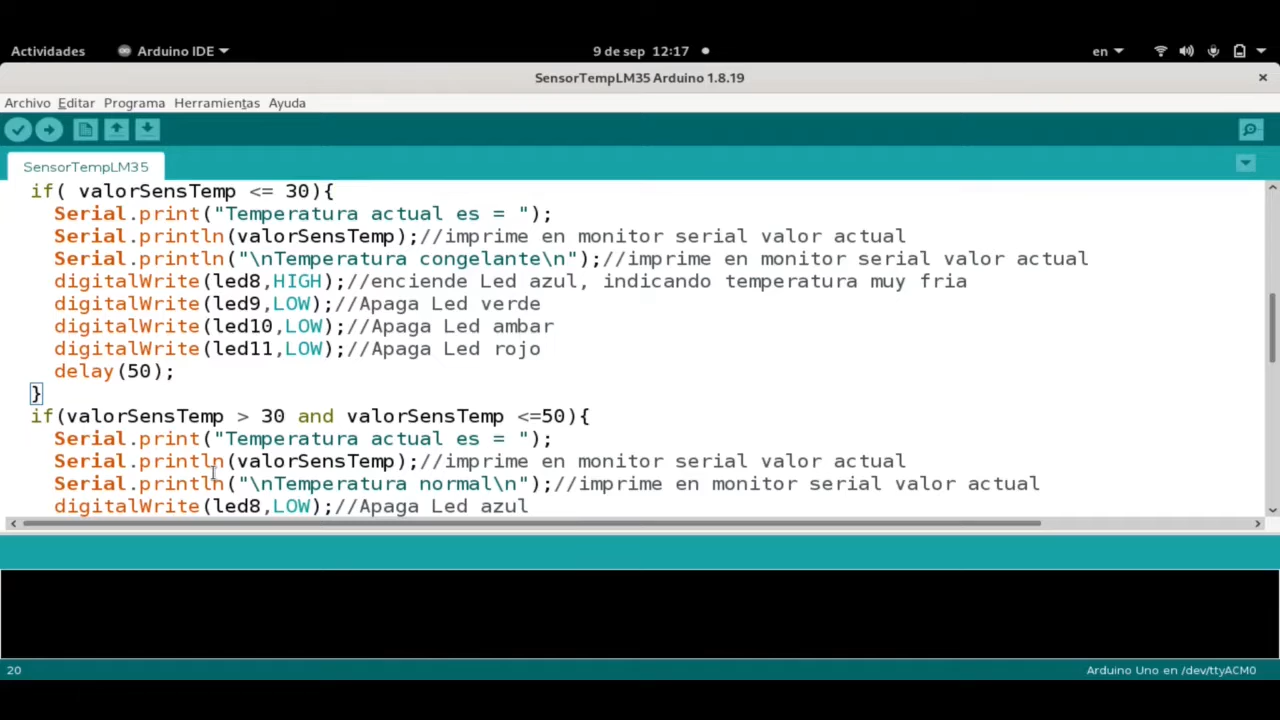 Actividades Arduino IDE 9 de sep 12:17 en
SensorTempLM35 Arduino 1.8.19
Archivo Editar Programa Herramientas Ayuda
SensorTempLM35
if( valorSensTemp <= 30){
Serial.print("Temperatura actual es = ");
Serial.println(valorSensTemp);//imprime en monitor serial valor actual
Serial.println("\nTemperatura congelante\n");//imprime en monitor serial valor actual
digitalWrite(led8,HIGH);//enciende Led azul, indicando temperatura muy fria
digitalWrite(led9,LOW);//Apaga Led verde
digitalWrite(led10,LOW);//Apaga Led ambar
digitalWrite(led11,LOW);//Apaga Led rojo
delay(50);
}
if(valorSensTemp > 30 and valorSensTemp <=50){
Serial.print("Temperatura actual es = ");
Serial.println(valorSensTemp);//imprime en monitor serial valor actual
Serial.println("\nTemperatura normal\n");//imprime en monitor serial valor actual
digitalWrite(led8,LOW);//Apaga Led azul
20 Arduino Uno en /dev/ttyACM0